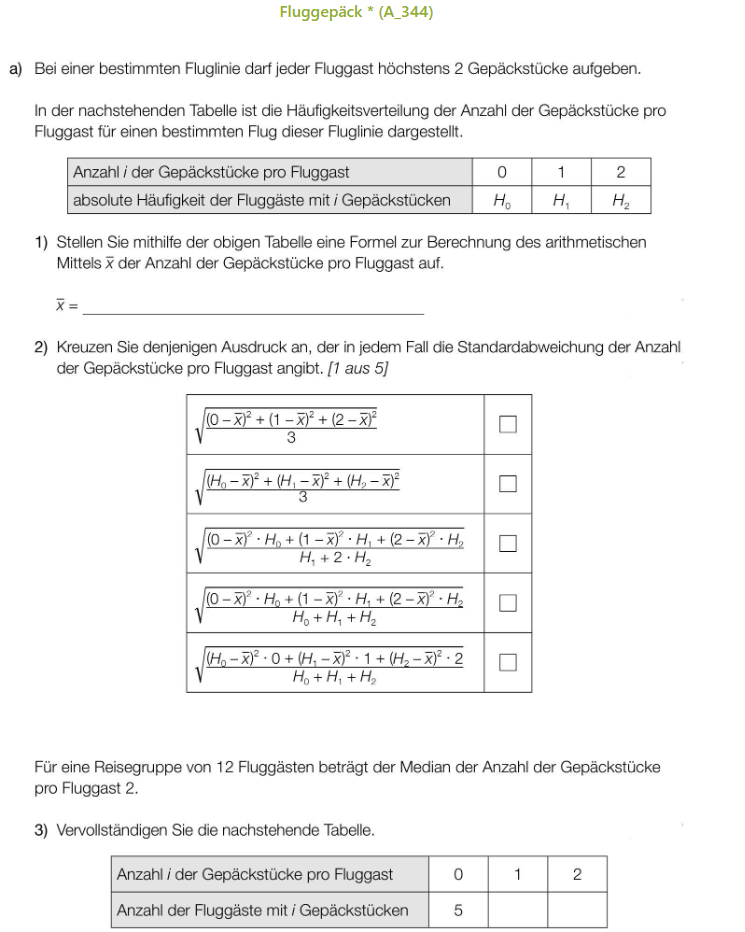 Fluggepäck * (A_344)
a) Bei einer bestimmten Fluglinie darf jeder Fluggast höchstens 2 Gepäckstücke aufgeben.
In der nachstehenden Tabelle ist die Häufigkeitsverteilung der Anzahl der Gepäckstücke pro
Fluggast für einen bestimmten Flug dieser Fluglinie dargestellt.
Anzahl i der Gepäckstücke pro Fluggast 0 1 2
absolute Häufigkeit der Fluggäste mit i Gepäckstücken H₀ H₁ H₂
1) Stellen Sie mithilfe der obigen Tabelle eine Formel zur Berechnung des arithmetischen
Mittels x̄ der Anzahl der Gepäckstücke pro Fluggast auf.
x̄ =
2) Kreuzen Sie denjenigen Ausdruck an, der in jedem Fall die Standardabweichung der Anzahl
der Gepäckstücke pro Fluggast angibt. [1 aus 5]
√ (0 – x̄)² + (1 – x̄)² + (2 – x̄)²
3
√ (H₀ – x̄)² + (H₁ – x̄)² + (H₂ – x̄)²
3
√ (0 – x̄)² · H₀ + (1 – x̄)² · H₁ + (2 – x̄)² · H₂
H₁ + 2 · H₂
√ (0 – x̄)² · H₀ + (1 – x̄)² · H₁ + (2 – x̄)² · H₂
H₀ + H₁ + H₂
√ (H₀ – x̄)² · 0 + (H₁ – x̄)² · 1 + (H₂ – x̄)² · 2
H₀ + H₁ + H₂
Für eine Reisegruppe von 12 Fluggästen beträgt der Median der Anzahl der Gepäckstücke
pro Fluggast 2.
3) Vervollständigen Sie die nachstehende Tabelle.
Anzahl i der Gepäckstücke pro Fluggast 0 1 2
Anzahl der Fluggäste mit i Gepäckstücken 5